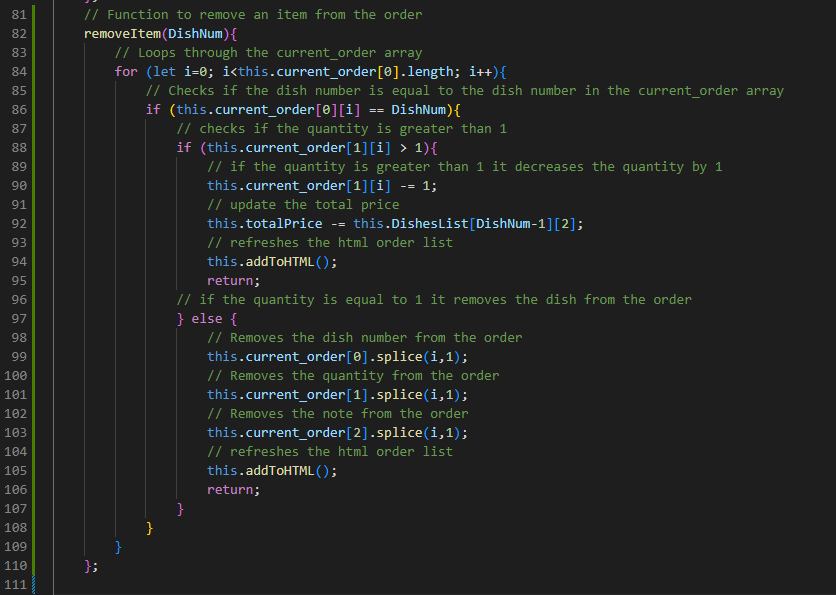 81 // Function to remove an item from the order
82 removeItem(DishNum){
83 // Loops through the current_order array
84 for (let i=0; i<this.current_order[0].length; i++){
85 // Checks if the dish number is equal to the dish number in the current_order array
86 if (this.current_order[0][i] == DishNum){
87 // checks if the quantity is greater than 1
88 if (this.current_order[1][i] > 1){
89 // if the quantity is greater than 1 it decreases the quantity by 1
90 this.current_order[1][i] -= 1;
91 // update the total price
92 this.totalPrice -= this.DishesList[DishNum-1][2];
93 // refreshes the html order list
94 this.addToHTML();
95 return;
96 // if the quantity is equal to 1 it removes the dish from the order
97 } else {
98 // Removes the dish number from the order
99 this.current_order[0].splice(i,1);
100 // Removes the quantity from the order
101 this.current_order[1].splice(i,1);
102 // Removes the note from the order
103 this.current_order[2].splice(i,1);
104 // refreshes the html order list
105 this.addToHTML();
106 return;
107 }
108 }
109 }
110 };
111